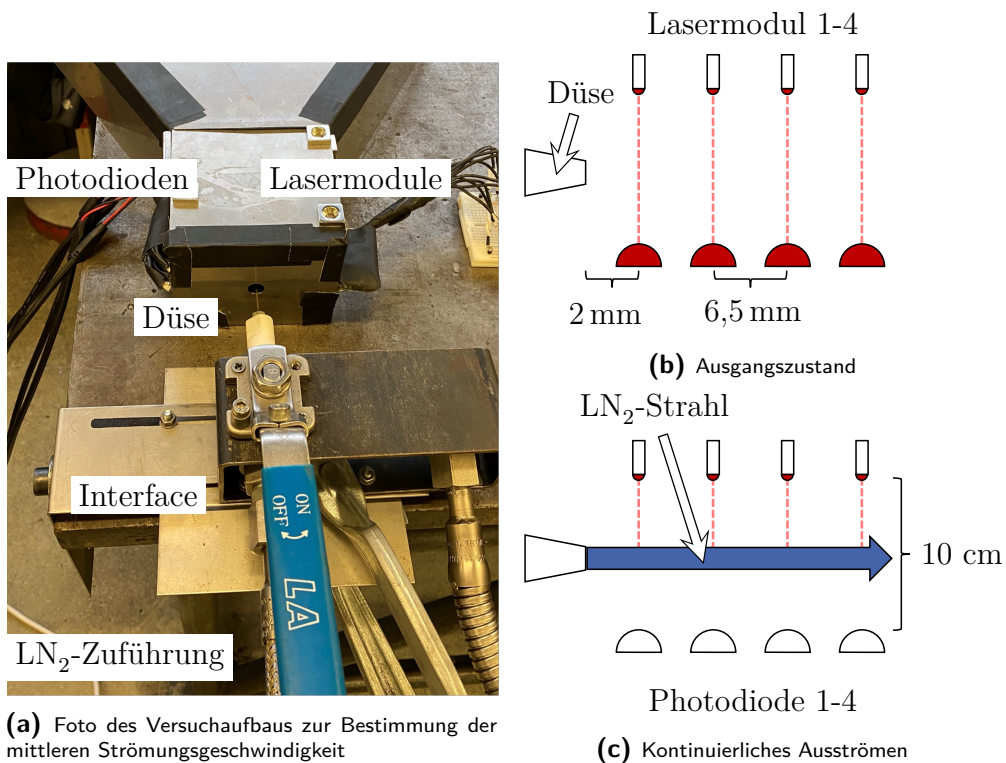 Photodioden
Lasermodule
Düse
Interface
ON
OFF
LA
LN₂-Zuführung
(a) Foto des Versuchaufbaus zur Bestimmung der
mittleren Strömungsgeschwindigkeit
Lasermodul 1-4
Düse
2 mm
6,5 mm
(b) Ausgangszustand
LN₂-Strahl
10 cm
Photodiode 1-4
(c) Kontinuierliches Ausströmen